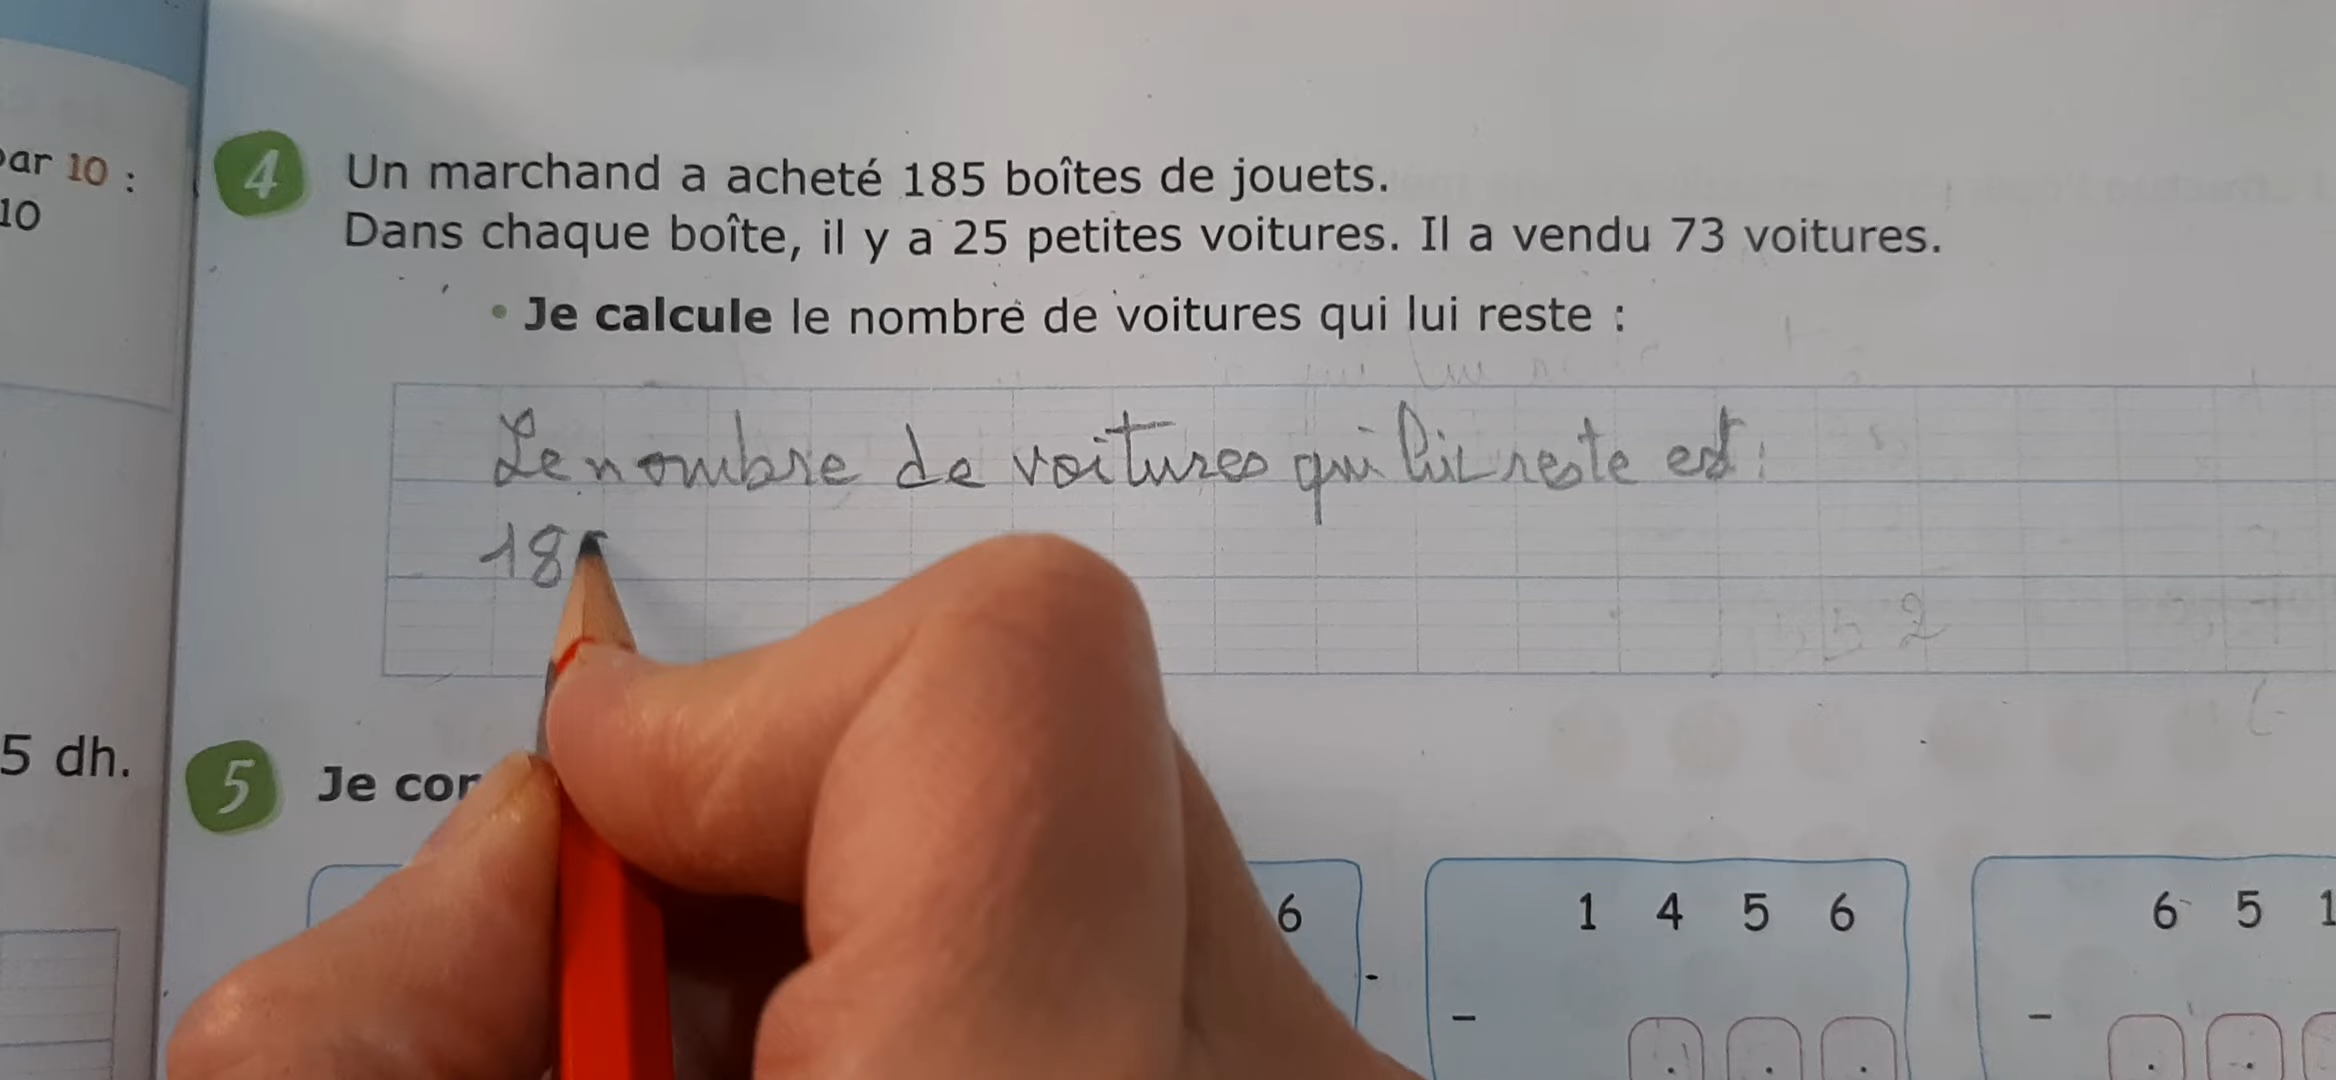 ar 10 :
10
4 Un marchand a acheté 185 boîtes de jouets.
Dans chaque boîte, il y a 25 petites voitures. Il a vendu 73 voitures.
• Je calcule le nombre de voitures qui lui reste :
Le nombre de voitures qui lui reste est :
18
5 dh.
5 Je con
6
1 4 5 6
6 5 1
-
- . . .
- . .